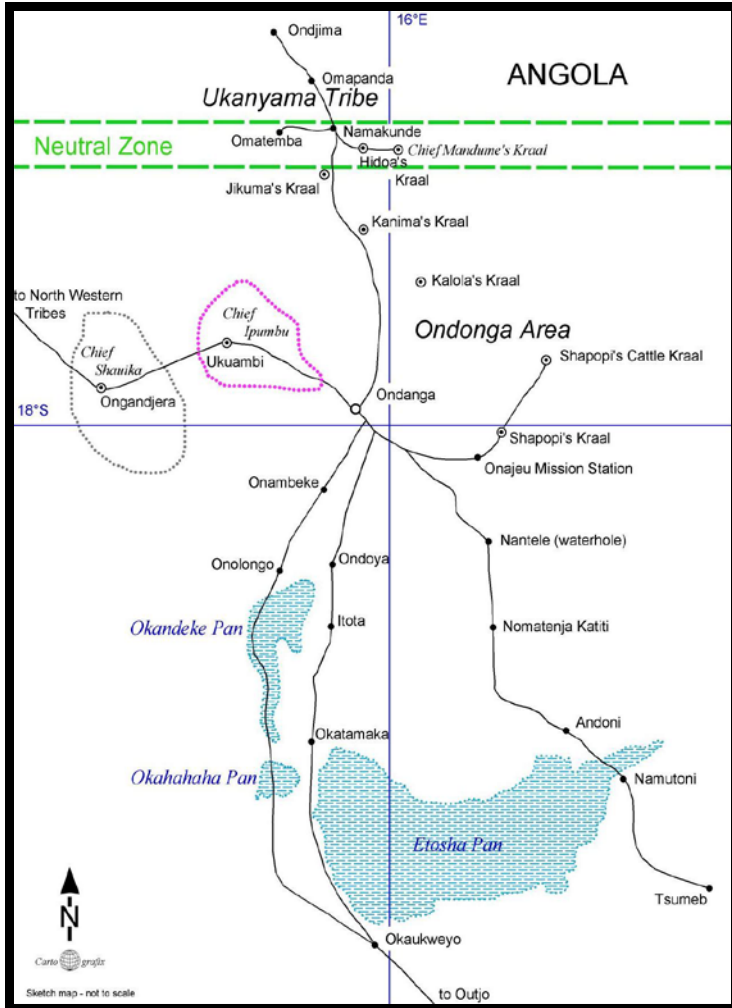 16°E
Ondjima
ANGOLA
Omapanda
Ukanyama Tribe
Namakunde
Omatemba
Neutral Zone
Chief Mandume's Kraal
Hidoa's
Kraal
Jikuma's Kraal
Kanima's Kraal
Kalola's Kraal
to North Western
Tribes
Chief
Ipumbu
Ondonga Area
Chief
Shauika
Ukuambi
Shapopi's Cattle Kraal
Ongandjera
Ondanga
18°S
Shapopi's Kraal
Onajeu Mission Station
Onambeke
Nantele (waterhole)
Onolongo
Ondoya
Okandeke Pan
Itota
Nomatenja Katiti
Andoni
Okatamaka
Okahahaha Pan
Namutoni
Etosha Pan
Tsumeb
N
Okaukweyo
Carto grafix
Sketch map - not to scale
to Outjo